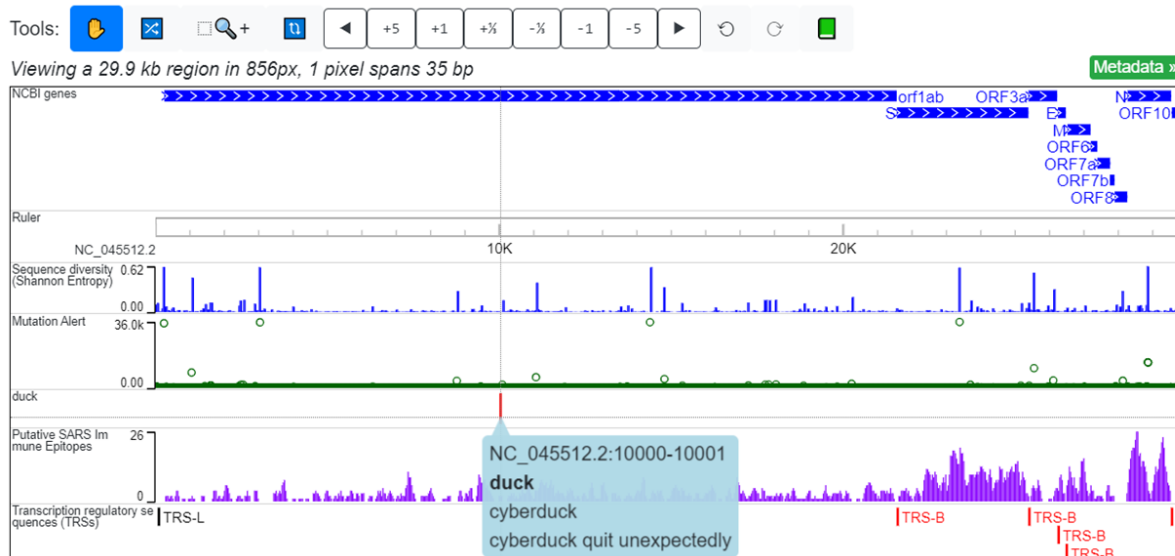 Tools: + ◄ +5 +1 +⅓ -⅓ -1 -5 ►
Viewing a 29.9 kb region in 856px, 1 pixel spans 35 bp
Metadata »
NCBI genes
orf1ab ORF3a N
S E ORF10
M
ORF6
ORF7a
ORF7b
ORF8
Ruler
NC_045512.2 10K 20K
Sequence diversity 0.62
(Shannon Entropy)
0.00
Mutation Alert 36.0k
0.00
duck
Putative SARS Im 26
mune Epitopes
0
NC_045512.2:10000-10001
duck
cyberduck
cyberduck quit unexpectedly
Transcription regulatory se
quences (TRSs) TRS-L TRS-B TRS-B
TRS-B
TRS-B